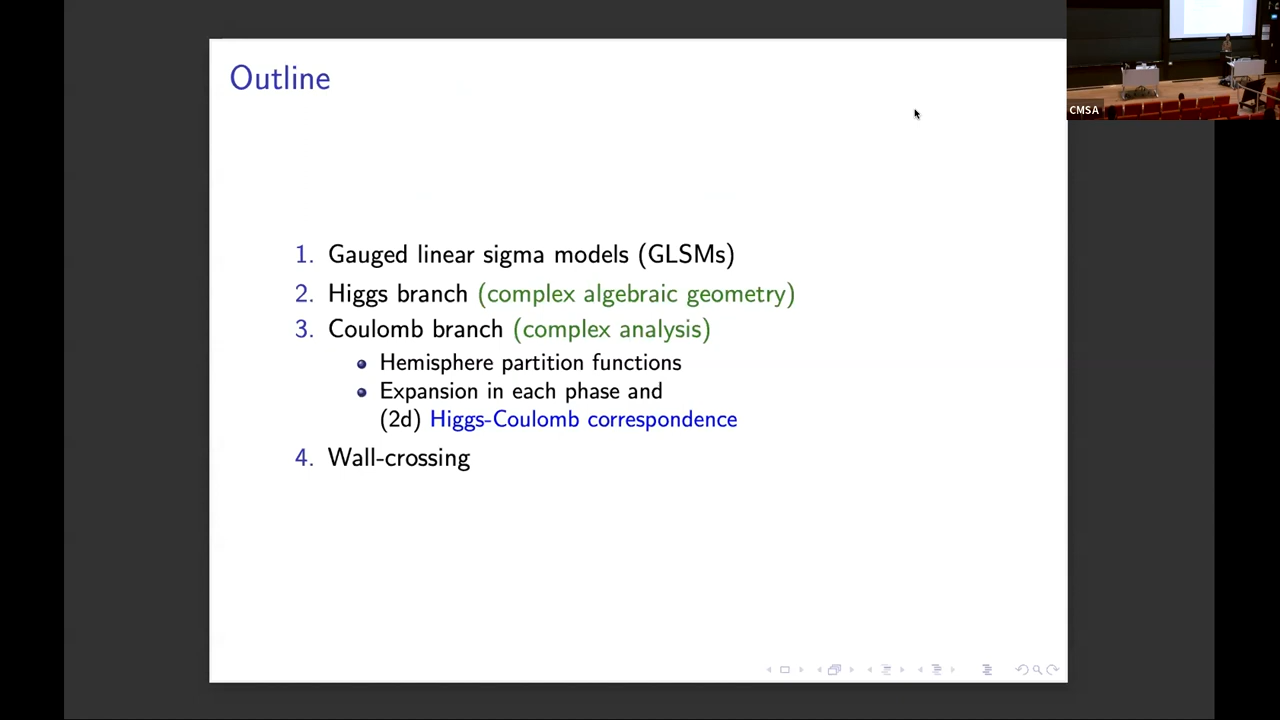 Outline
CMSA
1. Gauged linear sigma models (GLSMs)
2. Higgs branch (complex algebraic geometry)
3. Coulomb branch (complex analysis)
Hemisphere partition functions
Expansion in each phase and
(2d) Higgs-Coulomb correspondence
4. Wall-crossing